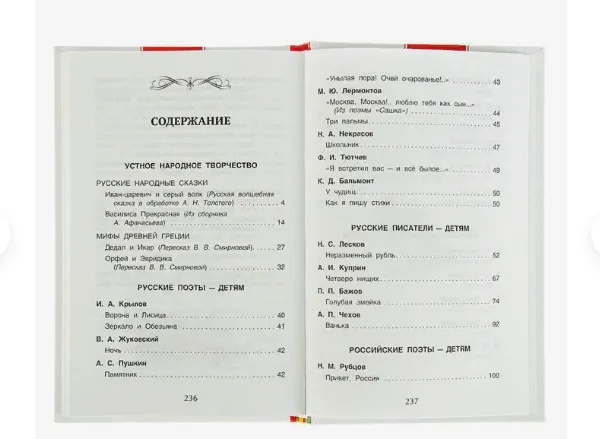 СОДЕРЖАНИЕ
УСТНОЕ НАРОДНОЕ ТВОРЧЕСТВО
РУССКИЕ НАРОДНЫЕ СКАЗКИ
Иван-царевич и серый волк (Русская волшебная
сказка в обработке А. Н. Толстого) 4
Василиса Прекрасная (Из сборника
А. Афанасьева) 14
МИФЫ ДРЕВНЕЙ ГРЕЦИИ
Дедал и Икар (Пересказ В. В. Смирновой) 27
Орфей и Эвридика
(Пересказ В. В. Смирновой) 32
РУССКИЕ ПОЭТЫ — ДЕТЯМ
И. А. Крылов
Ворона и Лисица 40
Зеркало и Обезьяна 41
В. А. Жуковский
Ночь 42
А. С. Пушкин
Памятник 42
236
«Унылая пора! Очей очарованье!..» 43
М. Ю. Лермонтов
«Москва, Москва!.. люблю тебя как сын...»
(Из поэмы «Сашка») 44
Три пальмы 45
Н. А. Некрасов
Школьник 47
Ф. И. Тютчев
«Я встретил вас — и всё былое...» 49
К. Д. Бальмонт
У чудищ 50
Как я пишу стихи 50
РУССКИЕ ПИСАТЕЛИ — ДЕТЯМ
Н. С. Лесков
Неразменный рубль 52
А. И. Куприн
Четверо нищих 67
П. П. Бажов
Голубая змейка 74
А. П. Чехов
Ванька 92
РОССИЙСКИЕ ПОЭТЫ — ДЕТЯМ
Н. М. Рубцов
Привет, Россия 100
237